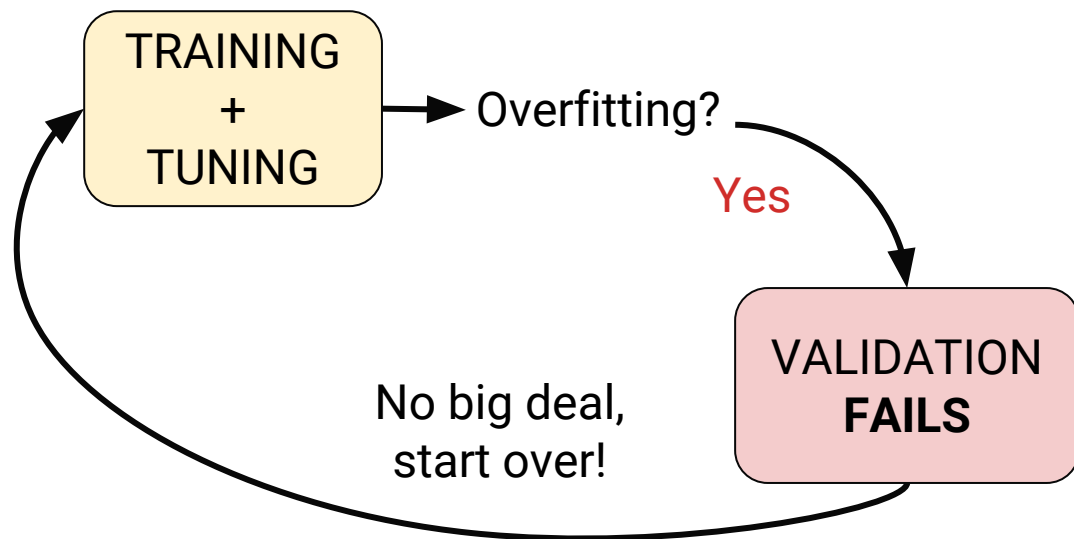 TRAINING
+
TUNING
Overfitting?
Yes
VALIDATION
FAILS
No big deal,
start over!